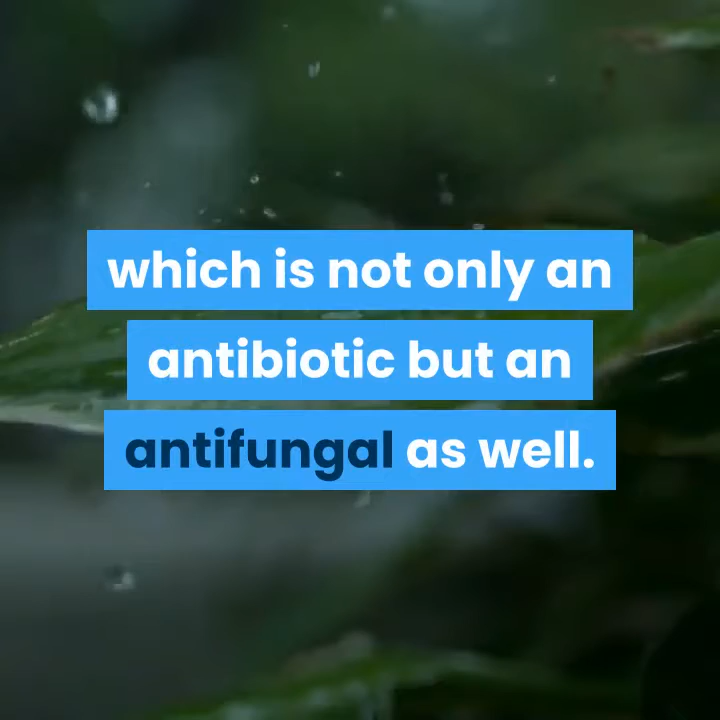 which is not only an
antibiotic but an
antifungal as well.